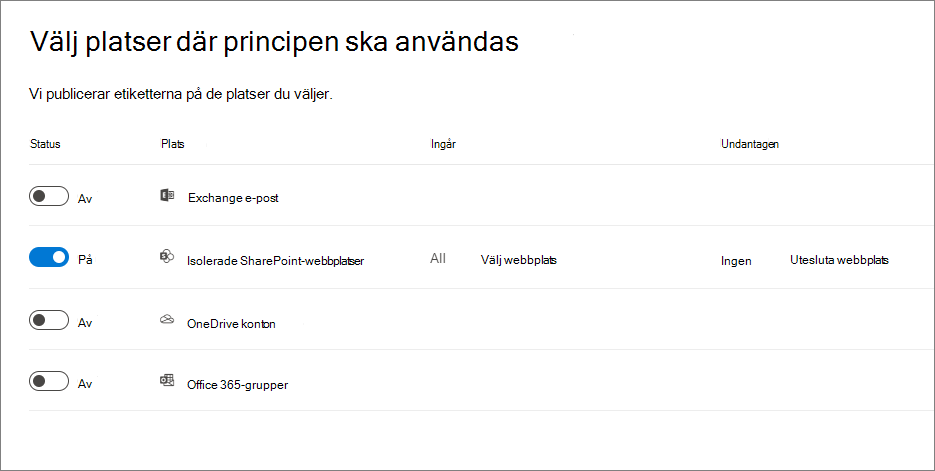 Välj platser där principen ska användas
Vi publicerar etiketterna på de platser du väljer.
Status Plats Ingår Undantagen
Av Exchange e-post
På Isolerade SharePoint-webbplatser All Välj webbplats Ingen Utesluta webbplats
Av OneDrive konton
Av Office 365-grupper